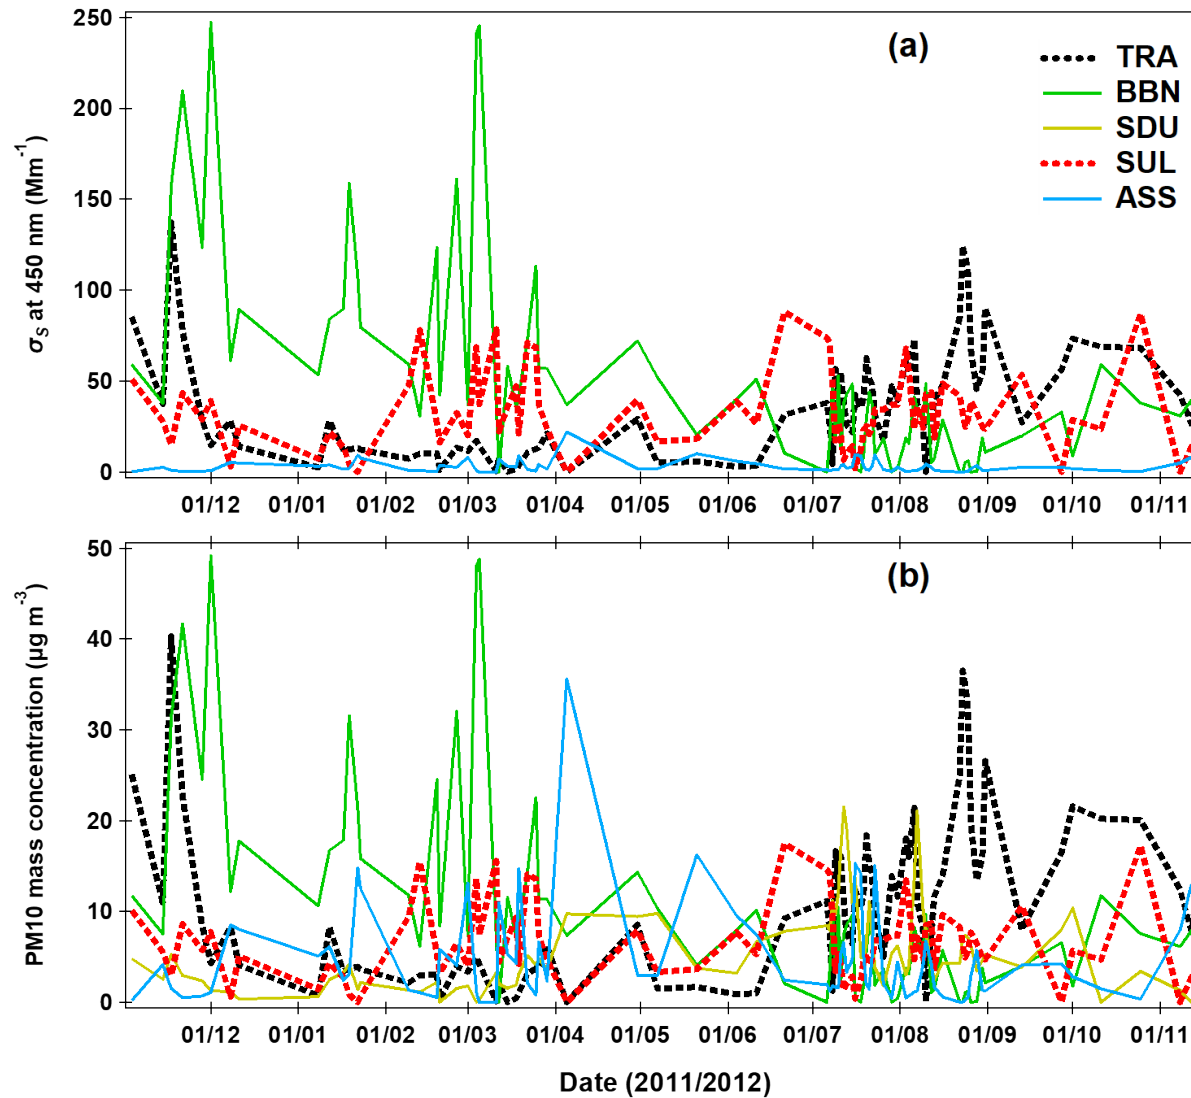 250
200
150
100
50
0
σS at 450 nm (Mm-1)
(a)
TRA
BBN
SDU
SUL
ASS
01/12 01/01 01/02 01/03 01/04 01/05 01/06 01/07 01/08 01/09 01/10 01/11
50
40
30
20
10
0
PM10 mass concentration (µg m-3)
(b)
01/12 01/01 01/02 01/03 01/04 01/05 01/06 01/07 01/08 01/09 01/10 01/11
Date (2011/2012)